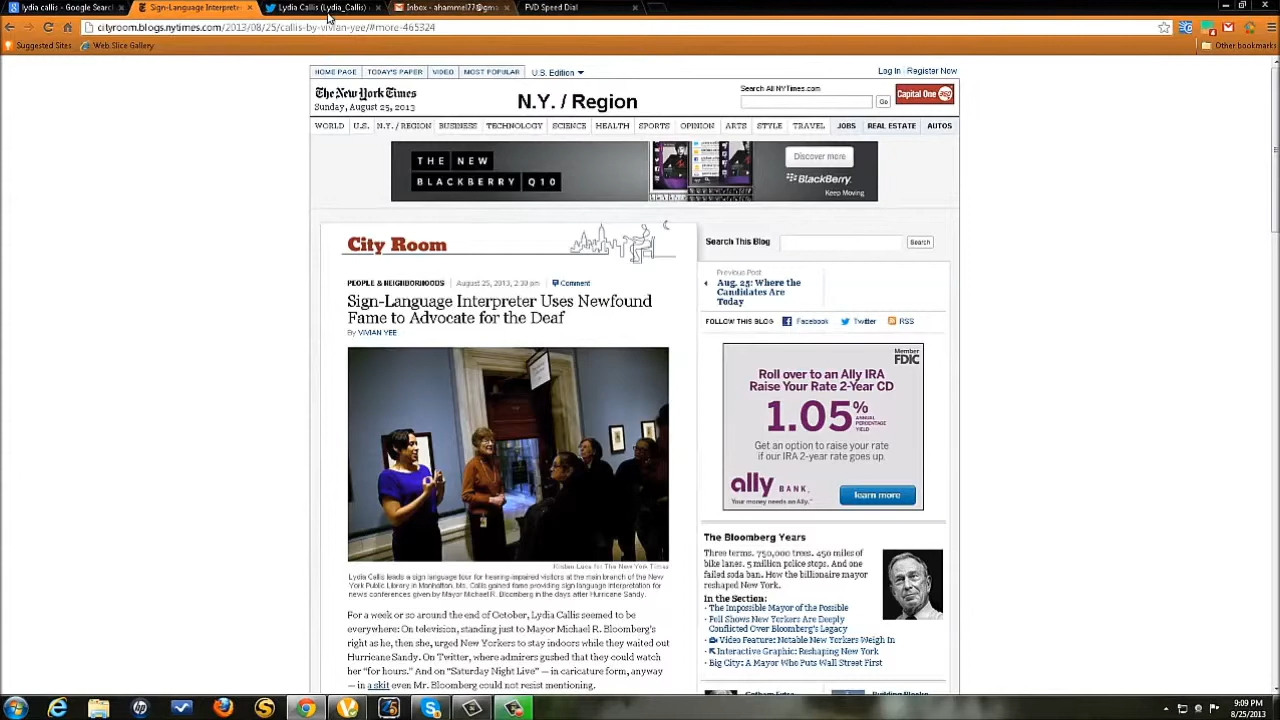 lydia callis - Google Search
Sign-Language Interpreter
Lydia Callis (Lydia_Callis)
Inbox - ahammel77@gma
FVD Speed Dial
cityroom.blogs.nytimes.com/2013/08/25/callis-by-vivian-yee/#more-465324
Suggested Sites
Web Slice Gallery
Other bookmarks
HOME PAGE
TODAY'S PAPER
VIDEO
MOST POPULAR
U.S. Edition
Log In
Register Now
The New York Times
Sunday, August 25, 2013
N.Y. / Region
Search All NYTimes.com
Go
Capital One 360
WORLD
U.S.
N.Y. / REGION
BUSINESS
TECHNOLOGY
SCIENCE
HEALTH
SPORTS
OPINION
ARTS
STYLE
TRAVEL
JOBS
REAL ESTATE
AUTOS
THE NEW
BLACKBERRY Q10
Discover more
BlackBerry.
Keep Moving
City Room
Search This Blog
Search
PEOPLE & NEIGHBORHOODS
August 25, 2013, 2:30 pm
Comment
Sign-Language Interpreter Uses Newfound
Fame to Advocate for the Deaf
By VIVIAN YEE
Previous Post
Aug. 25: Where the
Candidates Are
Today
FOLLOW THIS BLOG
Facebook
Twitter
RSS
Member
FDIC
Roll over to an Ally IRA
Raise Your Rate 2-Year CD
1.05%
ANNUAL
PERCENTAGE
YIELD
Get an option to raise your rate
if our IRA 2-year rate goes up.
ally BANK
Your money needs an Ally.
learn more
The Bloomberg Years
Three terms. 750,000 trees. 450 miles of
bike lanes. 5 million police stops. And one
failed soda ban. How the billionaire mayor
reshaped New York.
In the Section:
The Impossible Mayor of the Possible
Poll Shows New Yorkers Are Deeply
Conflicted Over Bloomberg's Legacy
Video Feature: Notable New Yorkers Weigh In
Interactive Graphic: Reshaping New York
Big City: A Mayor Who Puts Wall Street First
for The New York Times
Lydia Callis leads a sign language tour for hearing-impaired visitors at the main branch of the New
York Public Library in Manhattan. Ms. Callis gained fame providing sign language interpretation for
news conferences given by Mayor Michael R. Bloomberg in the days after Hurricane Sandy.
For a week or so around the end of October, Lydia Callis seemed to be
everywhere: On television, standing just to Mayor Michael R. Bloomberg's
right as he, then she, urged New Yorkers to stay indoors while they waited out
Hurricane Sandy. On Twitter, where admirers gushed that they could watch
her "for hours." And on "Saturday Night Live" — in caricature form, anyway
— in a skit even Mr. Bloomberg could not resist mentioning.
9:09 PM
8/25/2013